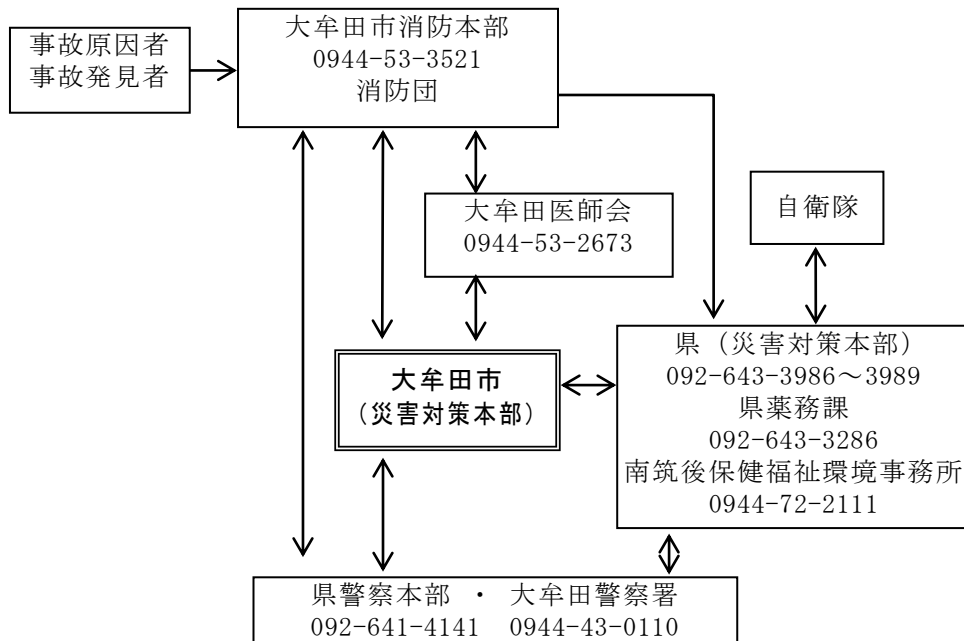 事故原因者
事故発見者
大牟田市消防本部
0944-53-3521
消防団
大牟田医師会
0944-53-2673
自衛隊
大牟田市
（災害対策本部）
県（災害対策本部）
092-643-3986～3989
県薬務課
092-643-3286
南筑後保健福祉環境事務所
0944-72-2111
県警察本部 ・ 大牟田警察署
092-641-4141 0944-43-0110